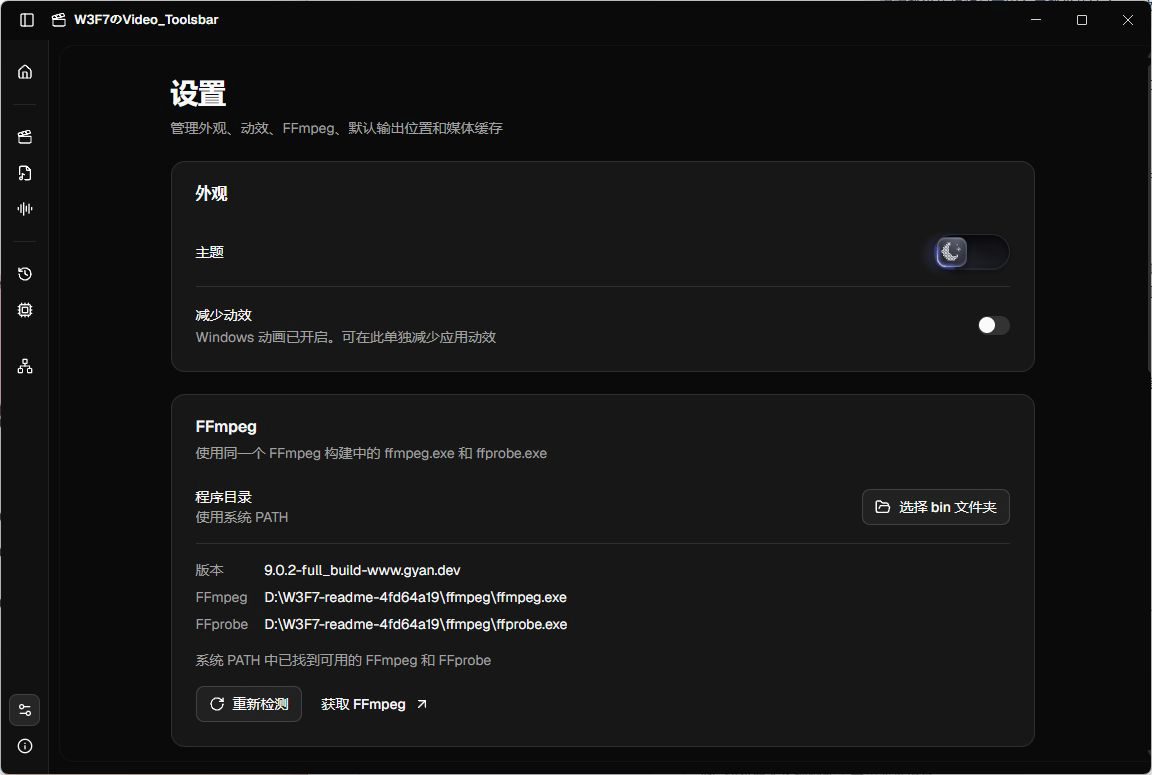 W3F7のVideo_Toolsbar
设置
管理外观、动效、FFmpeg、默认输出位置和媒体缓存
外观
主题
减少动效
Windows 动画已开启。可在此单独减少应用动效
FFmpeg
使用同一个 FFmpeg 构建中的 ffmpeg.exe 和 ffprobe.exe
程序目录
使用系统 PATH
选择 bin 文件夹
版本 9.0.2-full_build-www.gyan.dev
FFmpeg D:\W3F7-readme-4fd64a19\ffmpeg\ffmpeg.exe
FFprobe D:\W3F7-readme-4fd64a19\ffmpeg\ffprobe.exe
系统 PATH 中已找到可用的 FFmpeg 和 FFprobe
重新检测 获取 FFmpeg